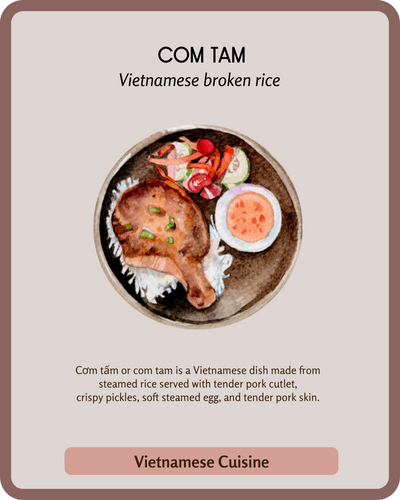 COM TAM
Vietnamese broken rice
Cơm tấm or com tam is a Vietnamese dish made from
steamed rice served with tender pork cutlet,
crispy pickles, soft steamed egg, and tender pork skin.
Vietnamese Cuisine